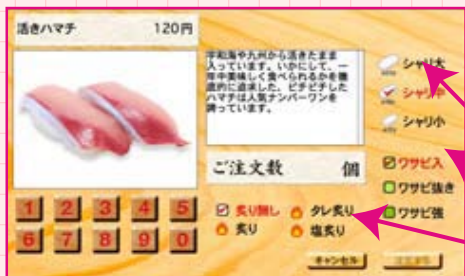 活きハマチ 120円
宇和海や九州から活きたまま
入っています。いかにして、一
年中美味しく食べられるかを徹
底的に追求した、ピチピチした
ハマチは人気ナンバーワンを
誇っています。
シャリ大
シャリ中
シャリ小
ご注文数 個
ワサビ入
ワサビ抜き
ワサビ強
1 2 3 4 5
6 7 8 9 0
炙り無し タレ炙り
炙り 塩炙り
キャンセル